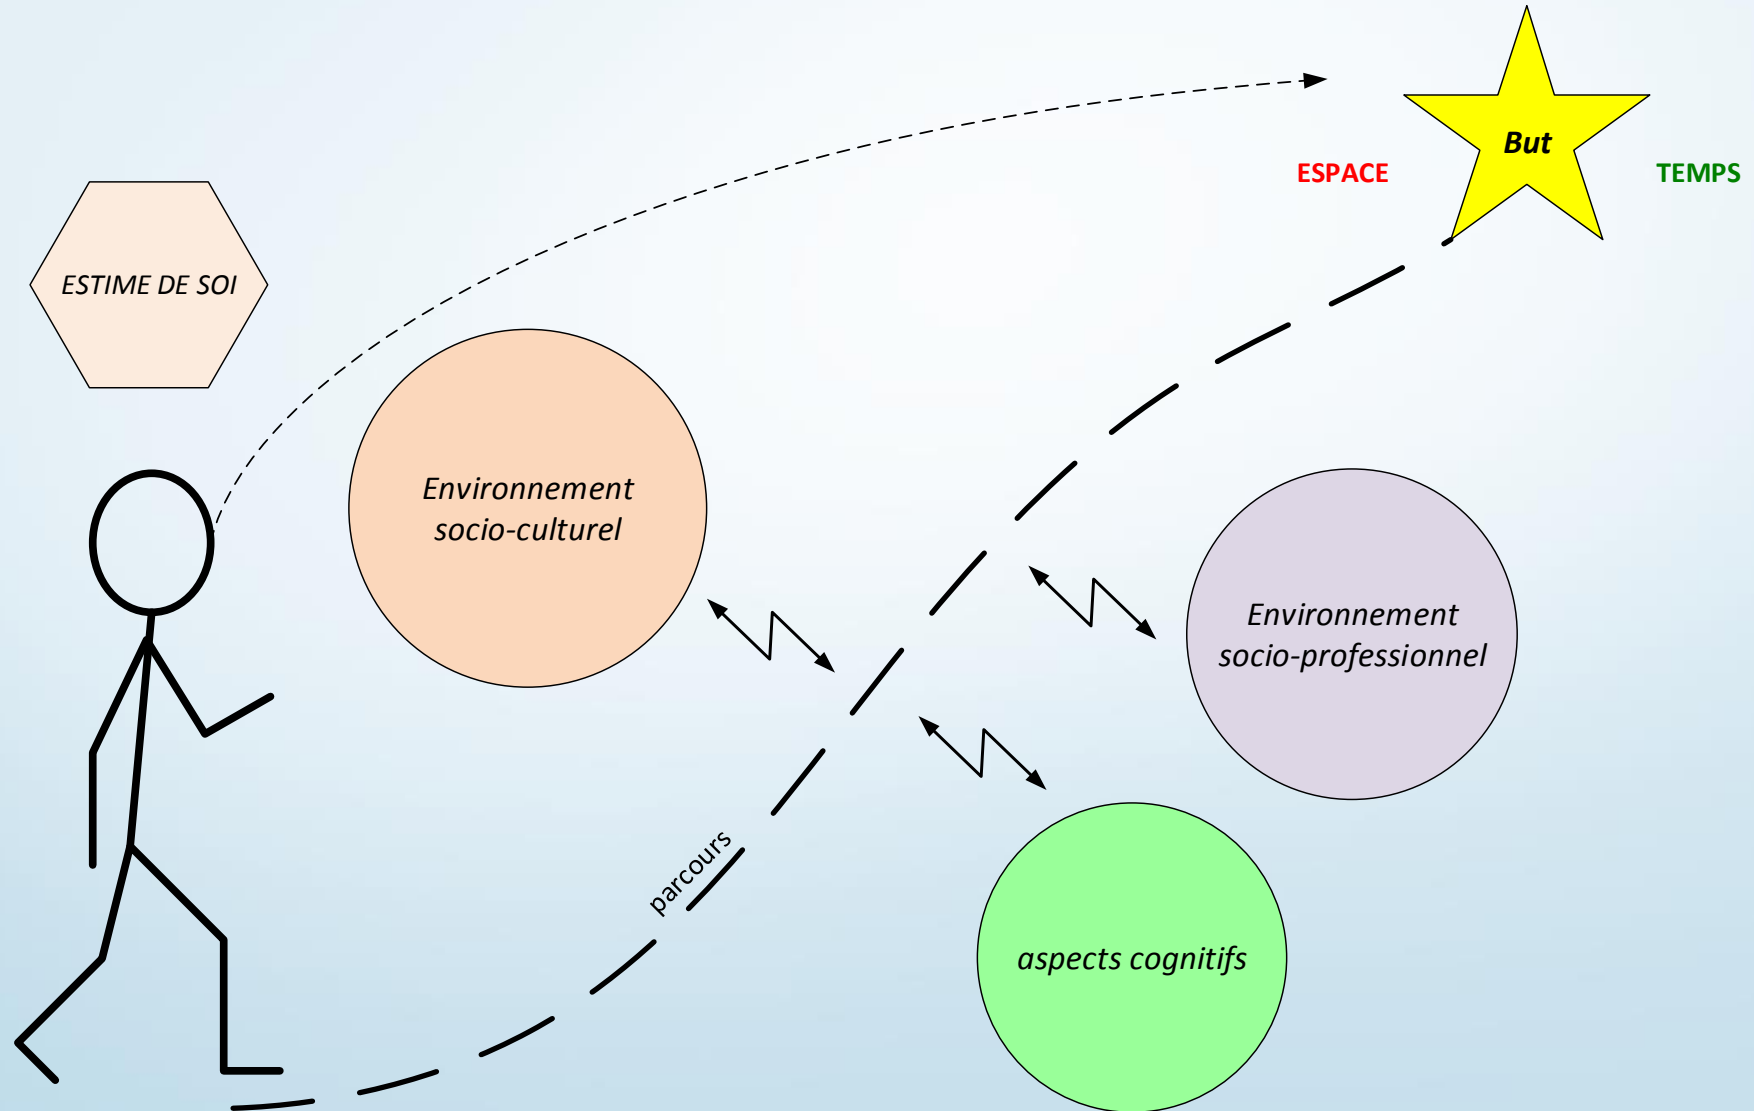 But
ESPACE
TEMPS
ESTIME DE SOI
Environnement
socio-culturel
Environnement
socio-professionnel
parcours
aspects cognitifs